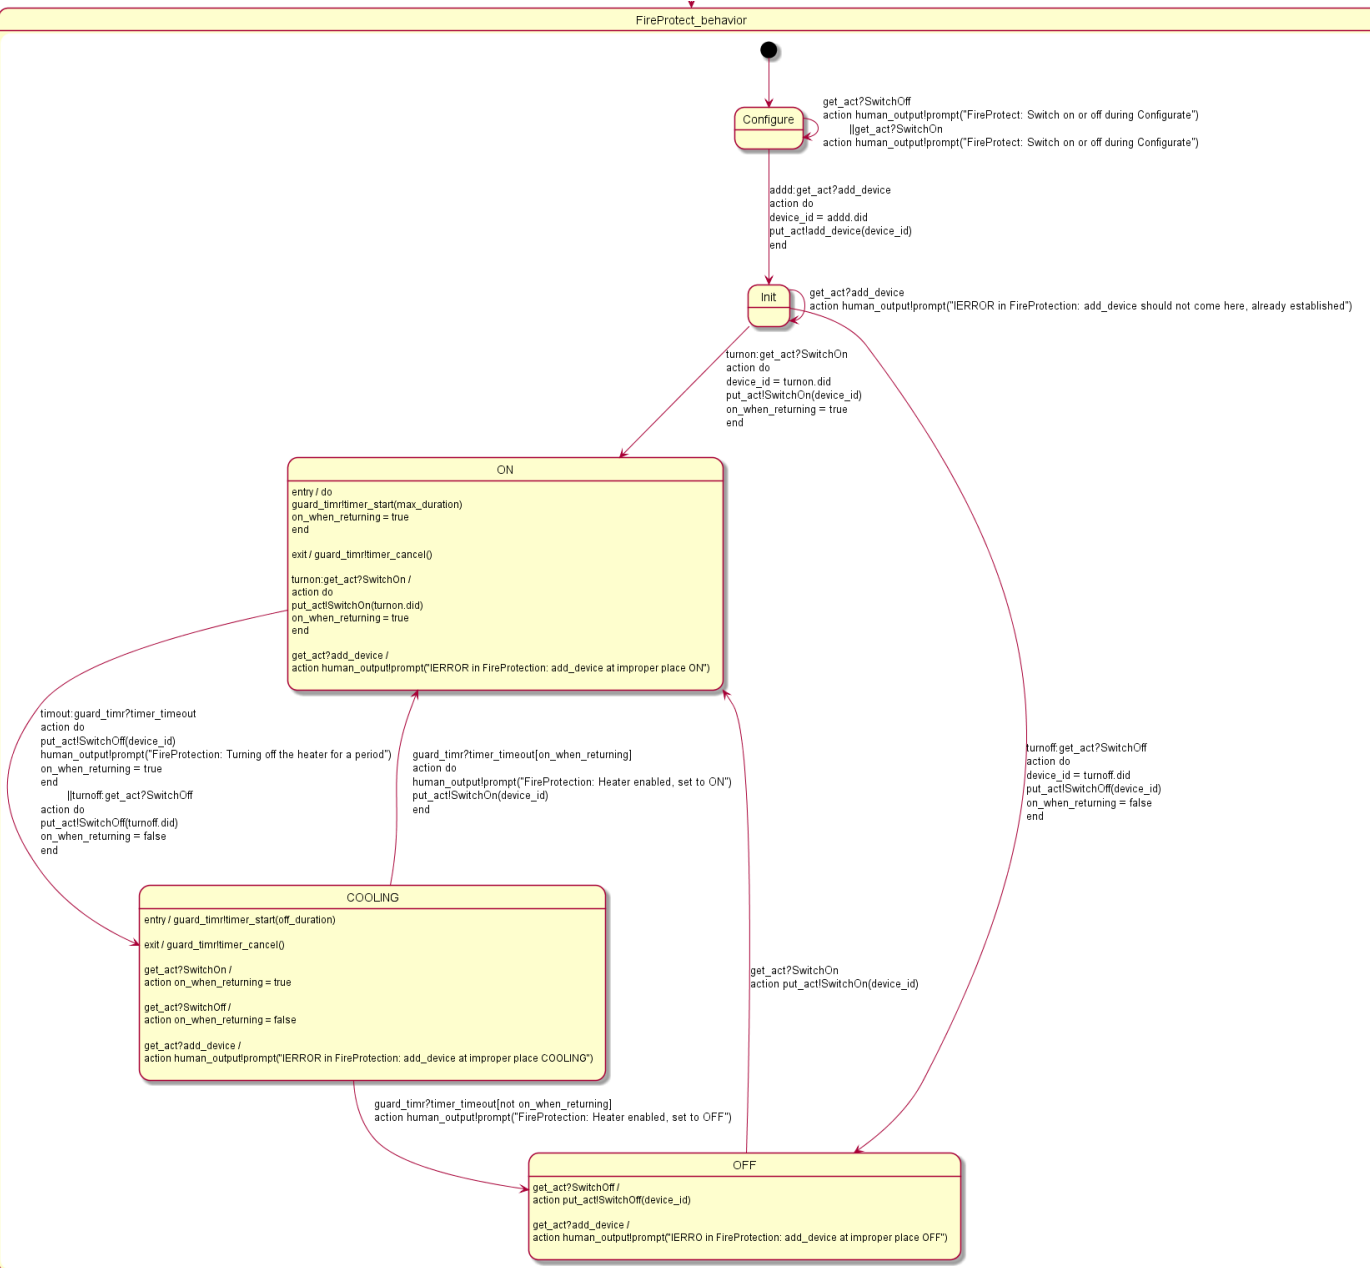 FireProtect_behavior
Configure
get_act?SwitchOff
action human_output!prompt("FireProtect: Switch on or off during Configurate")
||get_act?SwitchOn
action human_output!prompt("FireProtect: Switch on or off during Configurate")
addd:get_act?add_device
action do
device_id = addd.did
put_act!add_device(device_id)
end
Init
get_act?add_device
action human_output!prompt("IERROR in FireProtection: add_device should not come here, already established")
turnon:get_act?SwitchOn
action do
device_id = turnon.did
put_act!SwitchOn(device_id)
on_when_returning = true
end
ON
entry / do
guard_timr!timer_start(max_duration)
on_when_returning = true
end
exit / guard_timr!timer_cancel()
turnon:get_act?SwitchOn /
action do
put_act!SwitchOn(turnon.did)
on_when_returning = true
end
get_act?add_device /
action human_output!prompt("IERROR in FireProtection: add_device at improper place ON")
timout:guard_timr?timer_timeout
action do
put_act!SwitchOff(device_id)
human_output!prompt("FireProtection: Turning off the heater for a period")
on_when_returning = true
end
||turnoff:get_act?SwitchOff
action do
put_act!SwitchOff(turnoff.did)
on_when_returning = false
end
guard_timr?timer_timeout[on_when_returning]
action do
human_output!prompt("FireProtection: Heater enabled, set to ON")
put_act!SwitchOn(device_id)
end
turnoff:get_act?SwitchOff
action do
device_id = turnoff.did
put_act!SwitchOff(device_id)
on_when_returning = false
end
COOLING
entry / guard_timr!timer_start(off_duration)
exit / guard_timr!timer_cancel()
get_act?SwitchOn /
action on_when_returning = true
get_act?SwitchOff /
action on_when_returning = false
get_act?add_device /
action human_output!prompt("IERROR in FireProtection: add_device at improper place COOLING")
get_act?SwitchOn
action put_act!SwitchOn(device_id)
guard_timr?timer_timeout[not on_when_returning]
action human_output!prompt("FireProtection: Heater enabled, set to OFF")
OFF
get_act?SwitchOff /
action put_act!SwitchOff(device_id)
get_act?add_device /
action human_output!prompt("IERRO in FireProtection: add_device at improper place OFF")